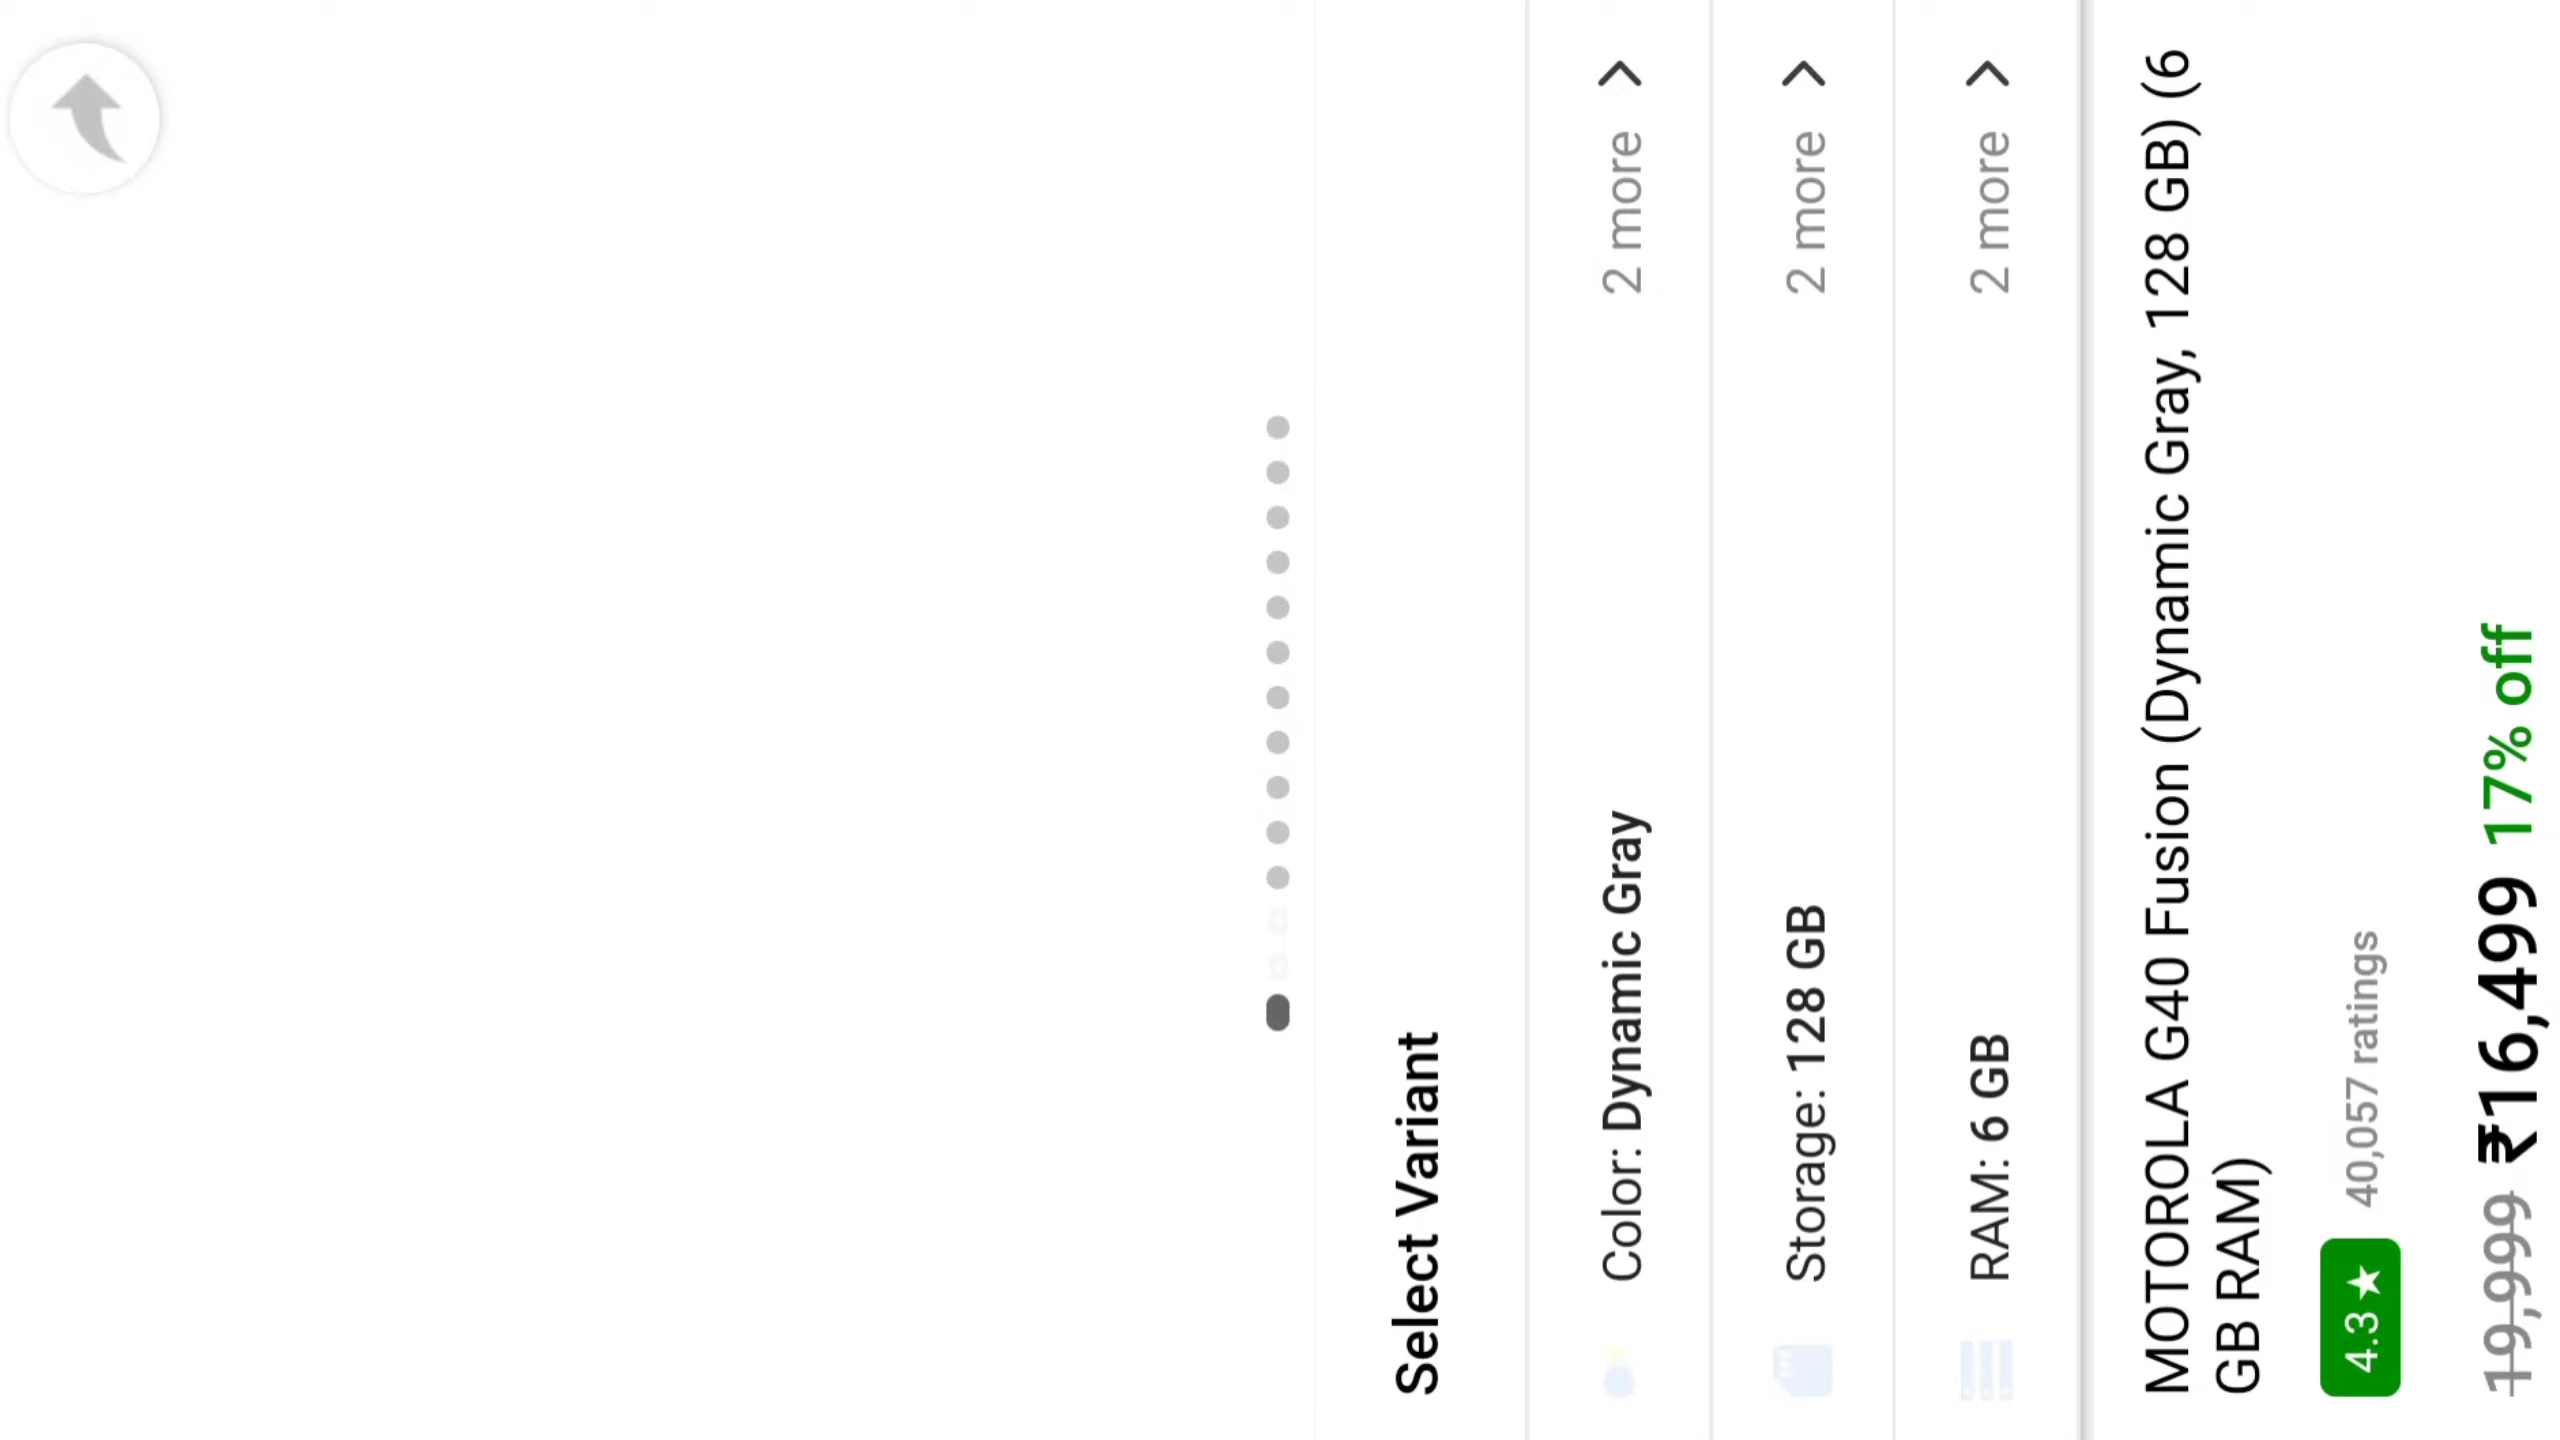 Select Variant
Color: Dynamic Gray 2 more
Storage: 128 GB 2 more
RAM: 6 GB 2 more
MOTOROLA G40 Fusion (Dynamic Gray, 128 GB) (6
GB RAM)
4.3★ 40,057 ratings
19,999 ₹16,499 17% off